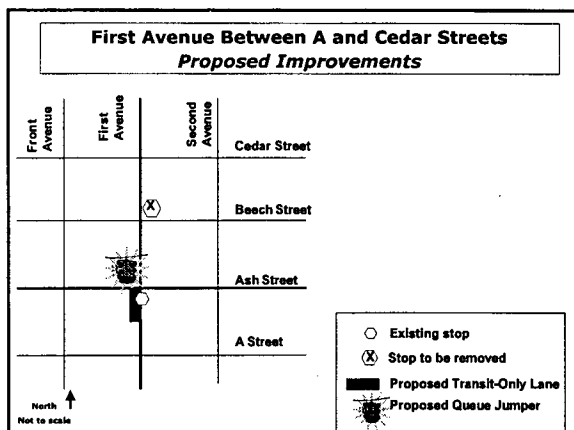 First Avenue Between A and Cedar Streets
Proposed Improvements
Front
Avenue
First
Avenue
Second
Avenue
Cedar Street
X
Beech Street
Ash Street
A Street
North
Not to scale
Existing stop
X
Stop to be removed
Proposed Transit-Only Lane
Proposed Queue Jumper